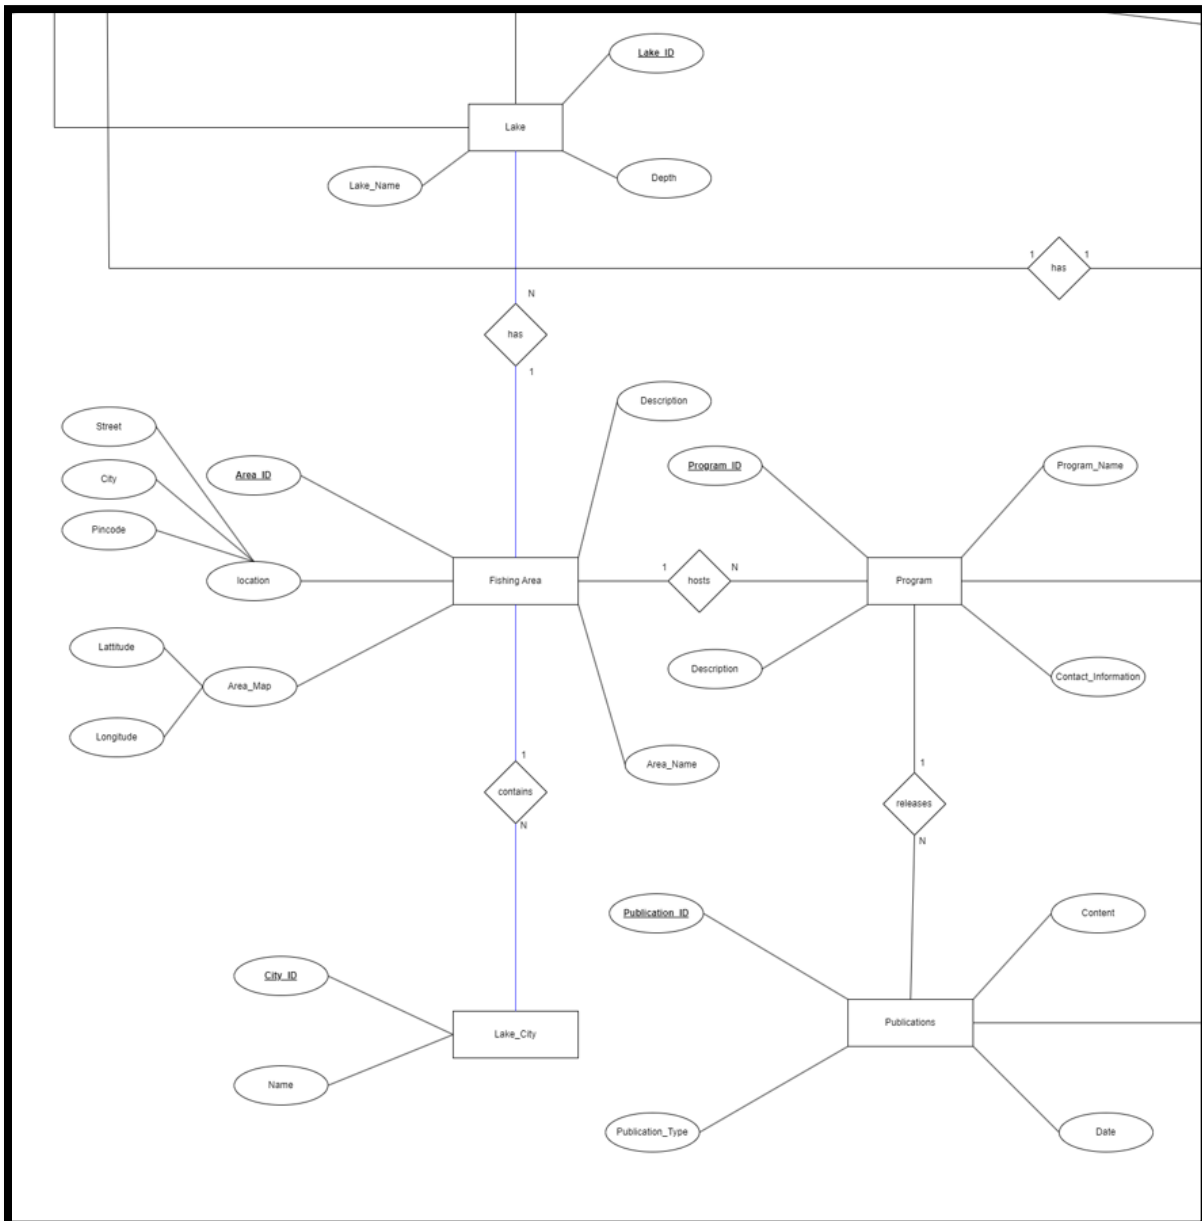 Lake_ID
Lake
Lake_Name
Depth
1
has
1
N
has
1
Description
Street
Area_ID
Program_ID
Program_Name
City
Pincode
location
Fishing Area
1
hosts
N
Program
Lattitude
Area_Map
Description
Contact_Information
Longitude
Area_Name
1
contains
N
1
releases
N
Publication_ID
Content
City_ID
Lake_City
Publications
Name
Publication_Type
Date